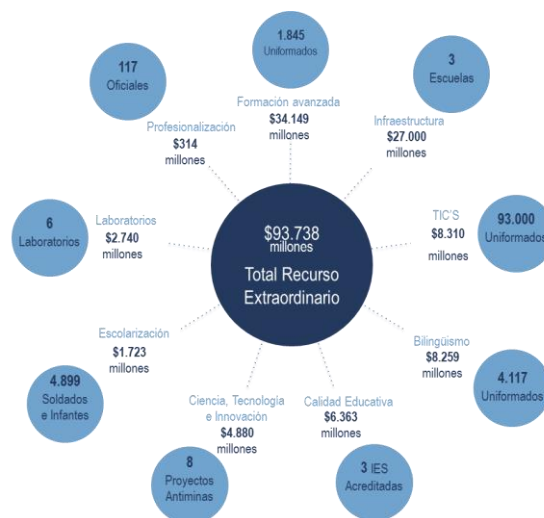 1.845
Uniformados
Formación avanzada
$34.149
millones
3
Escuelas
Infraestructura
$27.000
millones
93.000
Uniformados
TIC'S
$8.310
millones
Bilingüismo
$8.259
millones
4.117
Uniformados
Calidad Educativa
$6.363
millones
3 IES
Acreditadas
Ciencia, Tecnología
e Innovación
$4.880
millones
8
Proyectos
Antiminas
Escolarización
$1.723
millones
4.899
Soldados
e Infantes
Laboratorios
$2.740
millones
6
Laboratorios
117
Oficiales
Profesionalización
$314
millones
$93.738
millones
Total Recurso
Extraordinario